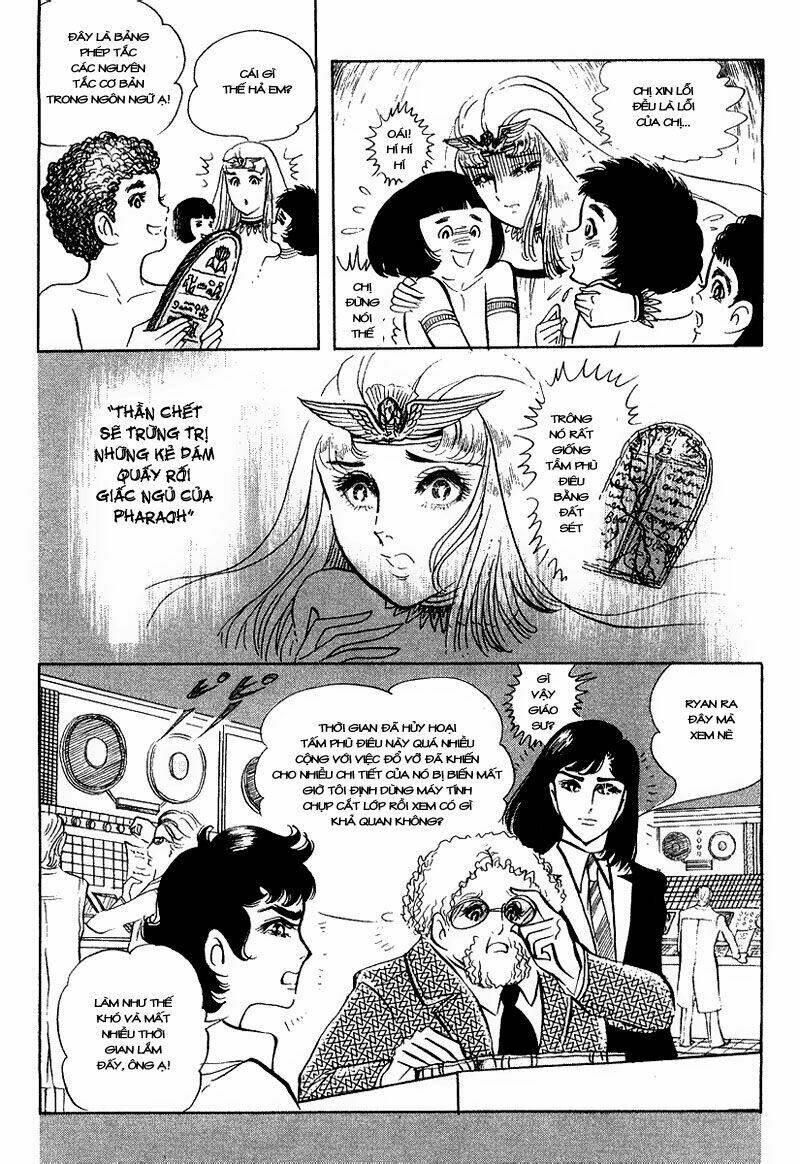 ĐÂY LÀ BẢNG
PHÉP TẮC
CÁC NGUYÊN
TẮC CƠ BẢN
TRONG NGÔN NGỮ Ạ!
CÁI GÌ
THẾ HẢ EM?
CHỊ XIN LỖI
ĐỀU LÀ LỖI
CỦA CHỊ...
OÁI!
HÍ HÍ
HÍ
CHỊ
ĐỪNG
NÓI
THẾ
"THẦN CHẾT
SẼ TRỪNG TRỊ
NHỮNG KẺ DÁM
QUẤY RỐI
GIẤC NGỦ CỦA
PHARAOH"
TRÔNG
NÓ RẤT
GIỐNG
TẤM PHÙ
ĐIÊU
BẰNG
ĐẤT
SÉT
RYAN RA
ĐÂY MÀ
XEM NÈ
GÌ
VẬY
GIÁO
SƯ?
ピピ
THỜI GIAN ĐÃ HỦY HOẠI
TẤM PHÙ ĐIÊU NÀY QUÁ NHIỀU
CỘNG VỚI VIỆC ĐỔ VỠ ĐÃ KHIẾN
CHO NHIỀU CHI TIẾT CỦA NÓ BỊ BIẾN MẤT
GIỜ TÔI ĐỊNH DÙNG MÁY TÍNH
CHỤP CẮT LỚP RỒI XEM CÓ GÌ
KHẢ QUAN KHÔNG?
LÀM NHƯ THẾ
KHÓ VÀ MẤT
NHIỀU THỜI
GIAN LẮM
ĐẤY, ÔNG Ạ!